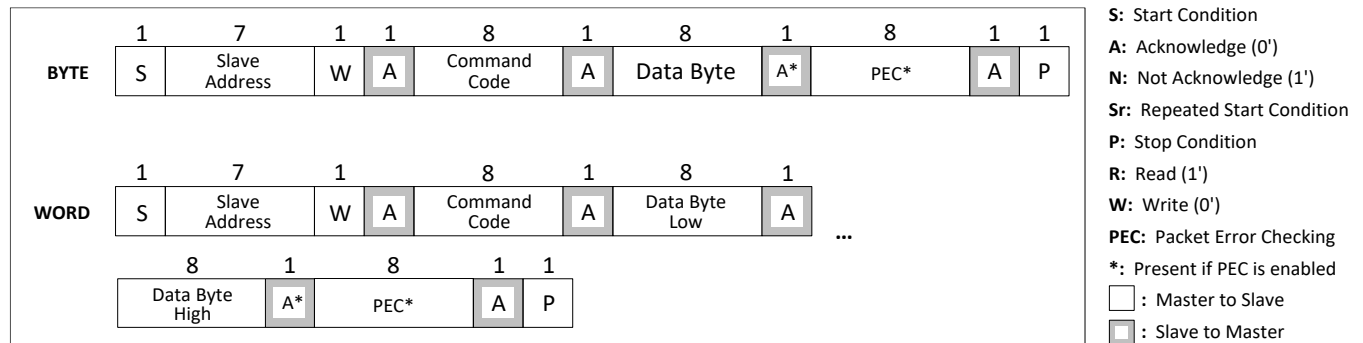 1 7 1 1 8 1 8 1 8 1 1
BYTE S Slave Address W A Command Code A Data Byte A* PEC* A P
1 7 1 8 1 8 1
WORD S Slave Address W A Command Code A Data Byte Low A ...
8 1 8 1 1
Data Byte High A* PEC* A P
S: Start Condition
A: Acknowledge (0')
N: Not Acknowledge (1')
Sr: Repeated Start Condition
P: Stop Condition
R: Read (1')
W: Write (0')
PEC: Packet Error Checking
*: Present if PEC is enabled
: Master to Slave
: Slave to Master